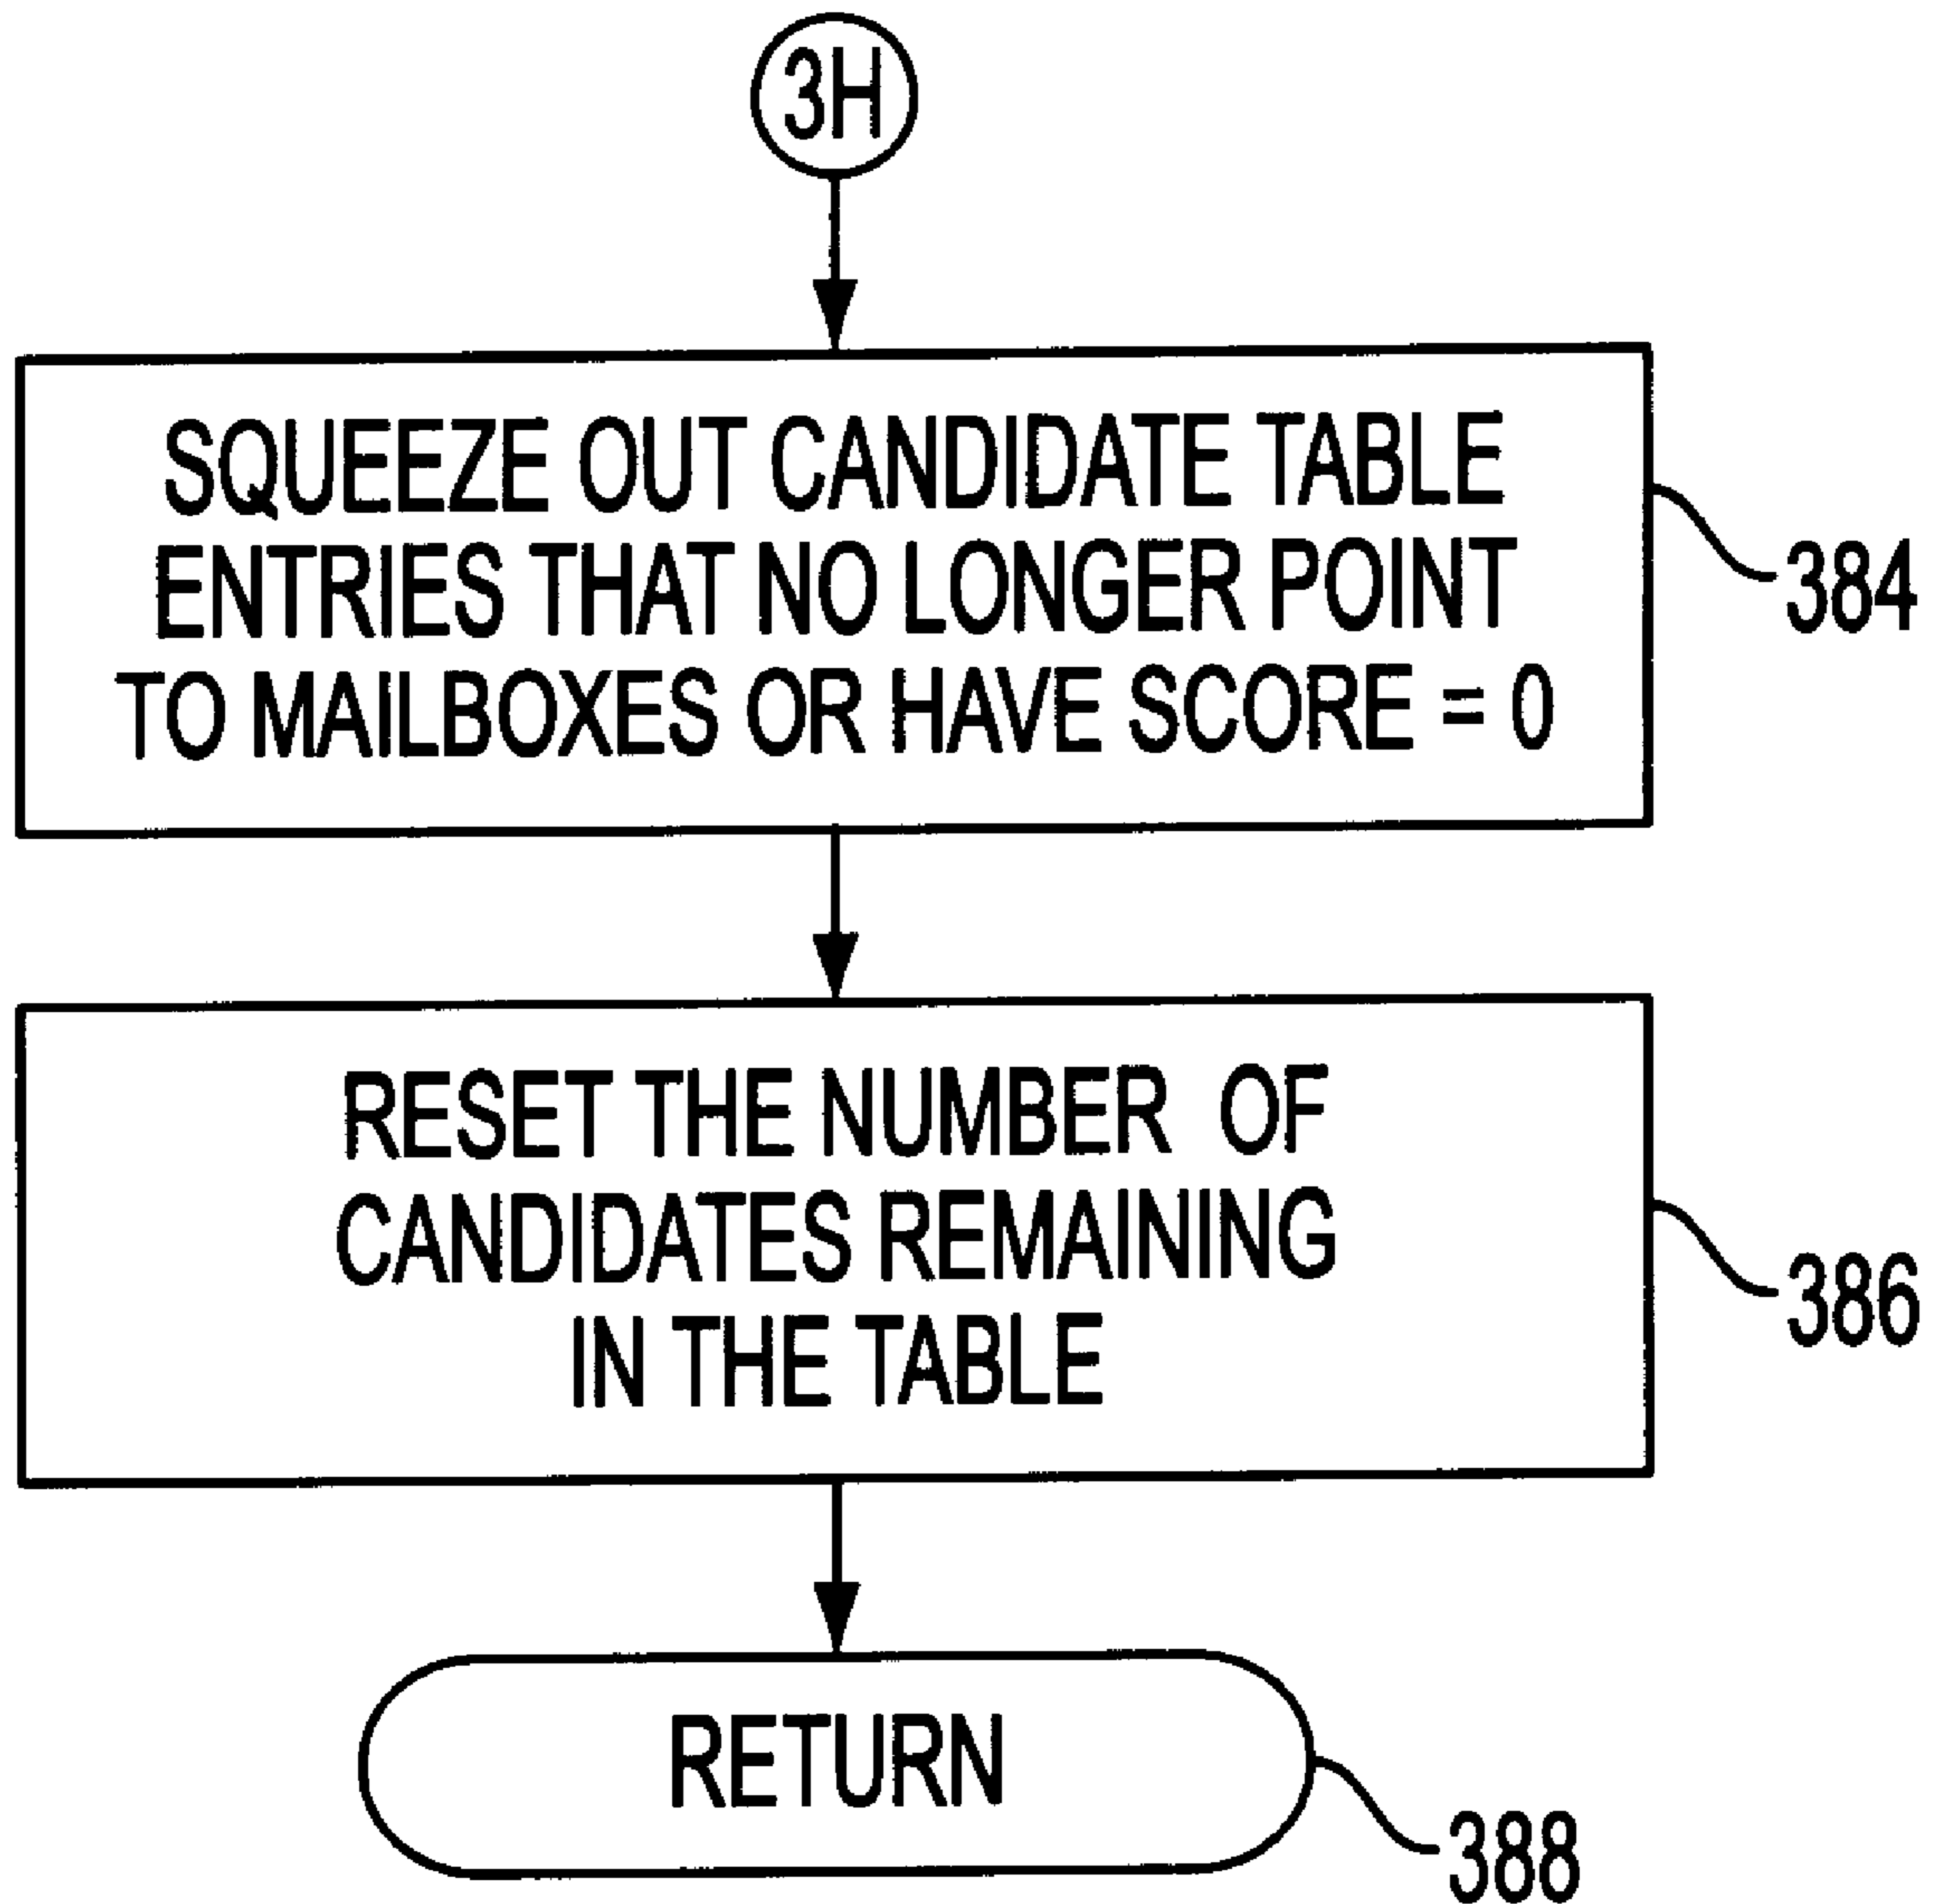 3H
SQUEEZE OUT CANDIDATE TABLE
ENTRIES THAT NO LONGER POINT
TO MAILBOXES OR HAVE SCORE = 0
384
RESET THE NUMBER OF
CANDIDATES REMAINING
IN THE TABLE
386
RETURN
388